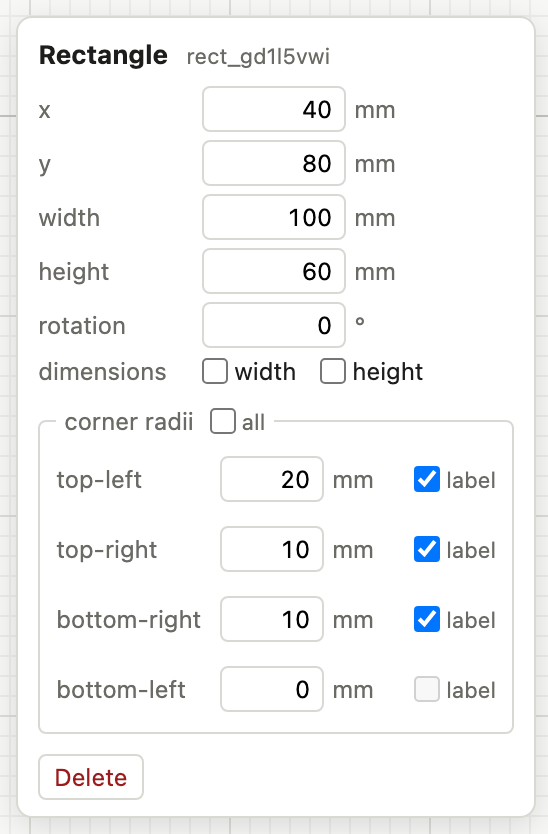 Rectangle rect_gd1l5vwi
x 40 mm
y 80 mm
width 100 mm
height 60 mm
rotation 0 °
dimensions width height
corner radii all
top-left 20 mm label
top-right 10 mm label
bottom-right 10 mm label
bottom-left 0 mm label
Delete